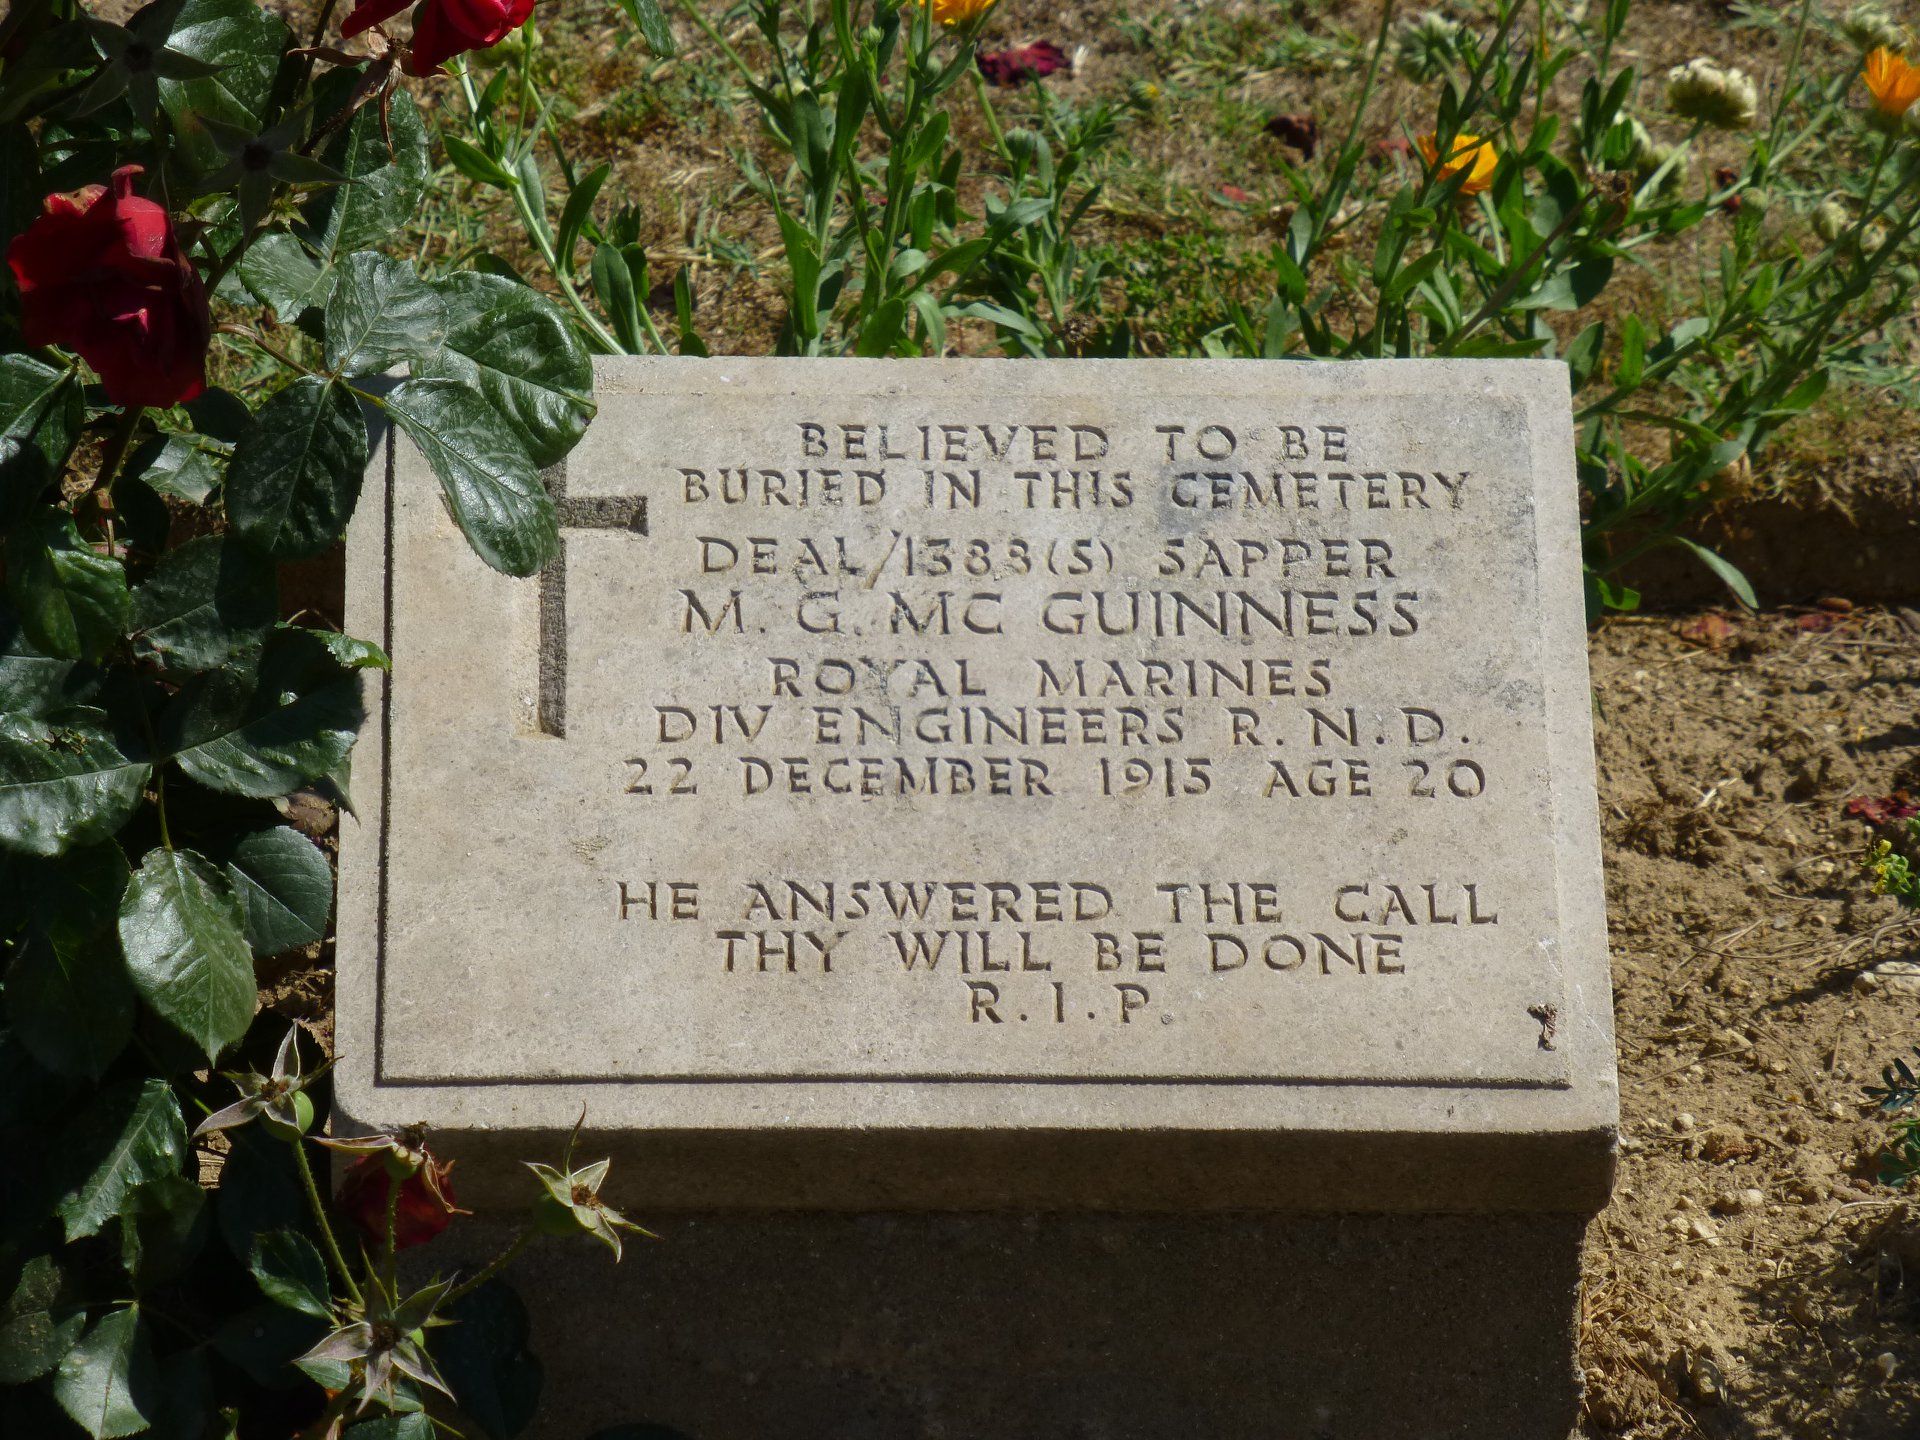 BELIEVED TO BE
BURIED IN THIS CEMETERY
DEAL/1383(S) SAPPER
M. G. MC GUINNESS
ROYAL MARINES
DIV ENGINEERS R.N.D.
22 DECEMBER 1915 AGE 20
HE ANSWERED THE CALL
THY WILL BE DONE
R.I.P.